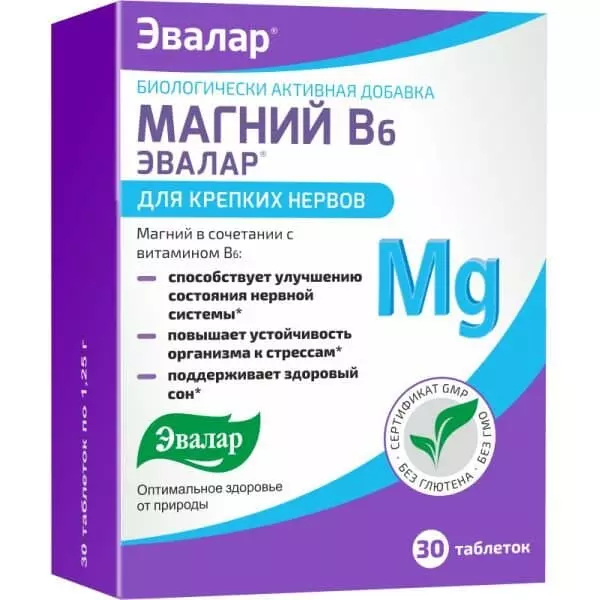 Эвалар®
БИОЛОГИЧЕСКИ АКТИВНАЯ ДОБАВКА
МАГНИЙ В6
ЭВАЛАР®
ДЛЯ КРЕПКИХ НЕРВОВ
Магний в сочетании с
витамином В6:
способствует улучшению
состояния нервной
системы*
повышает устойчивость
организма к стрессам*
поддерживает здоровый
сон*
Mg
СЕРТИФИКАТ GMP
БЕЗ ГМО
БЕЗ ГЛЮТЕНА
Эвалар
Оптимальное здоровье
от природы
30 таблеток
30 таблеток по 1,25 г